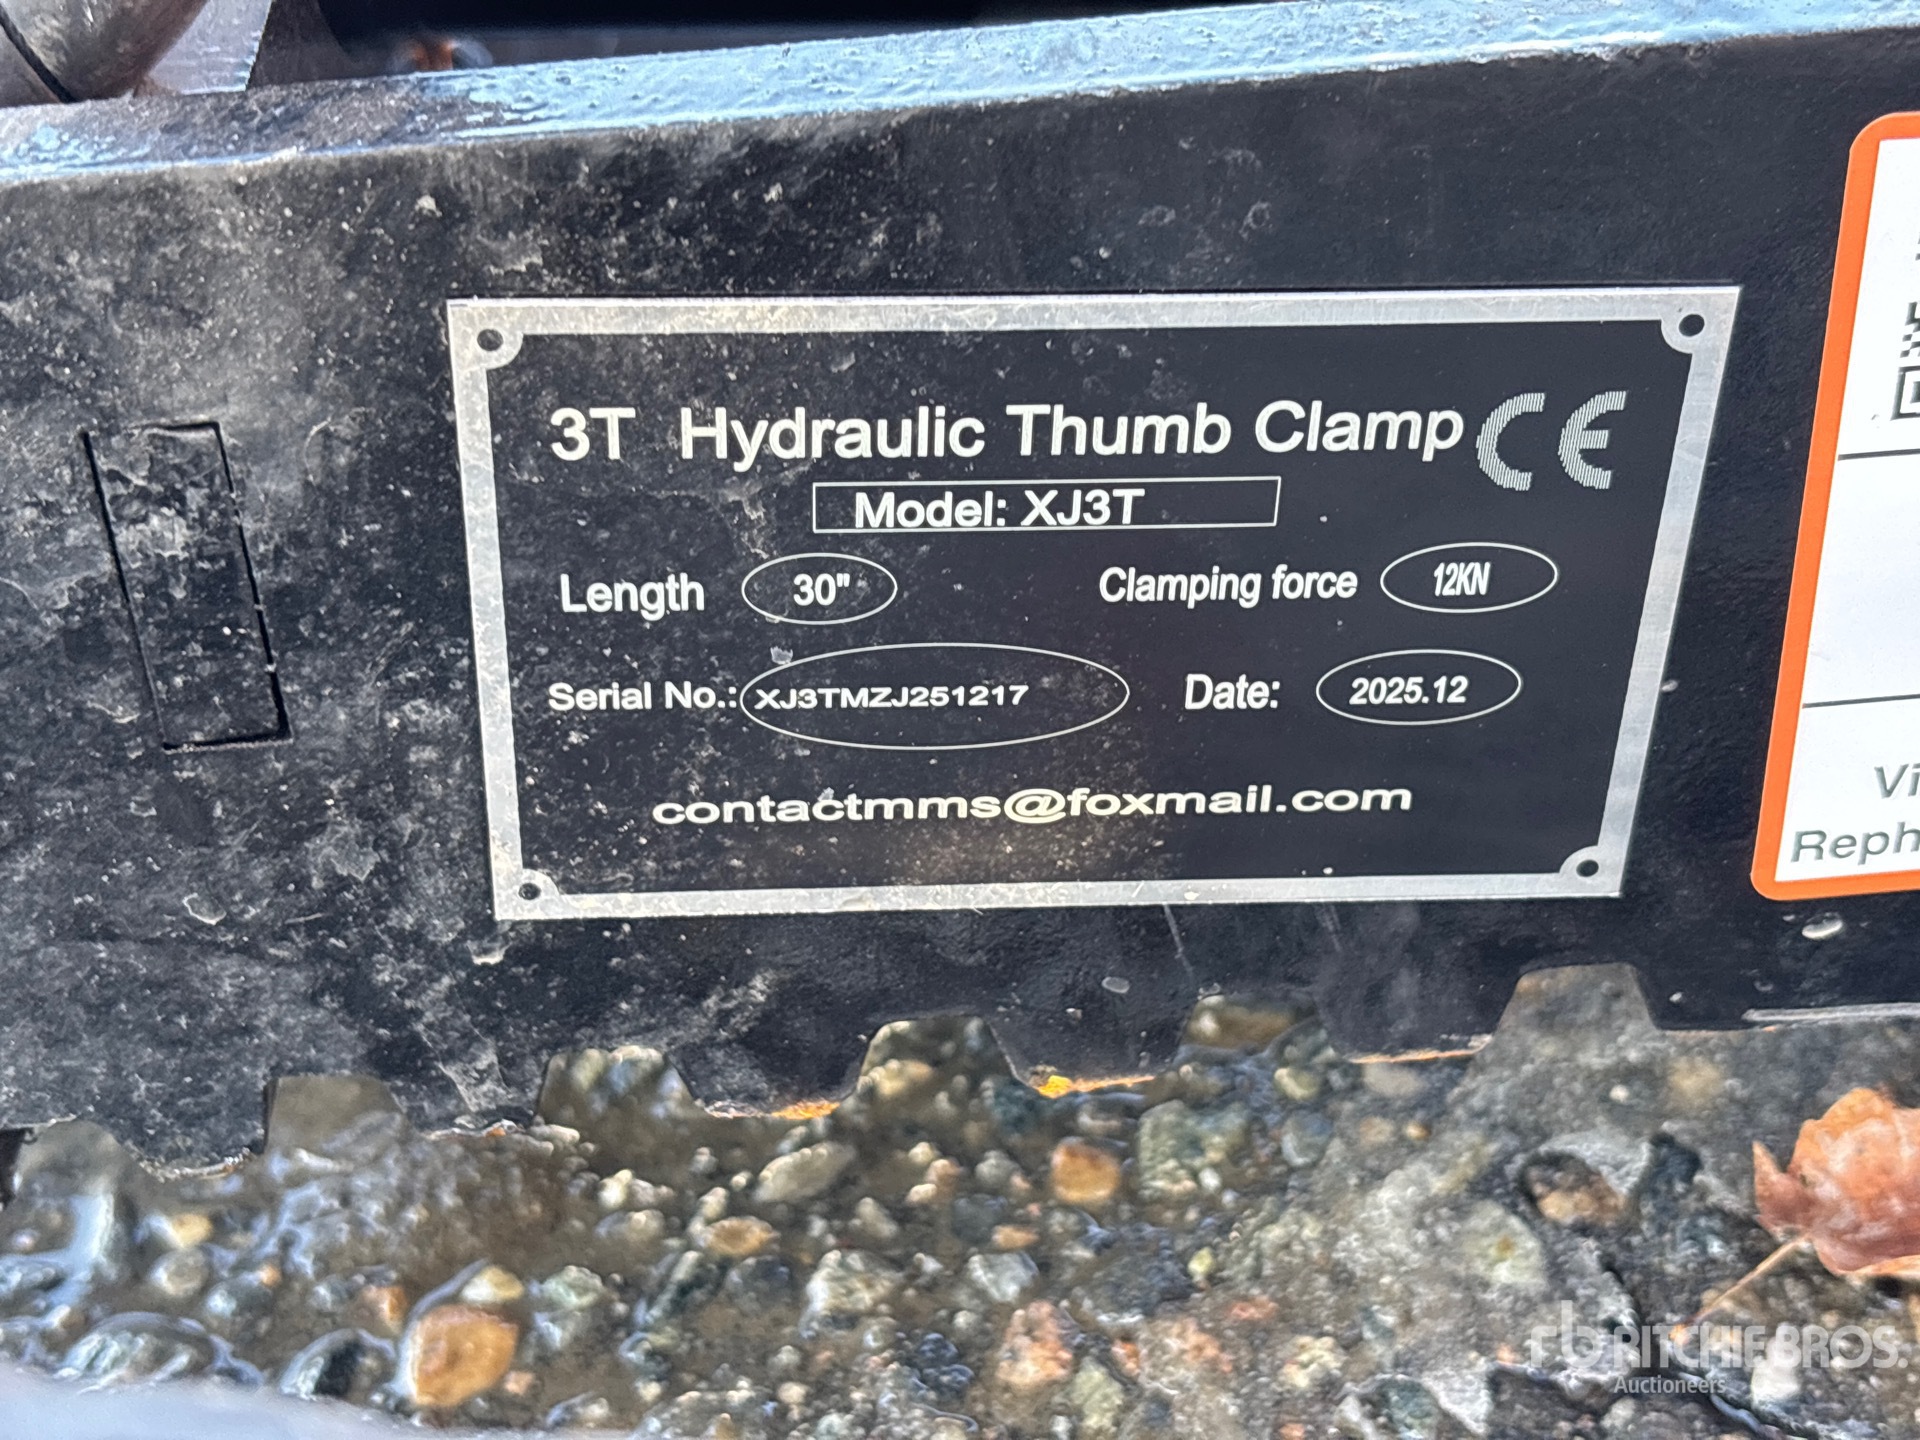 3T Hydraulic Thumb Clamp CE
Model: XJ3T
Length 30" Clamping force 12KN
Serial No.: XJ3TMZJ251217 Date: 2025.12
contactmms@foxmail.com
rb RITCHIE BROS.
Auctioneers